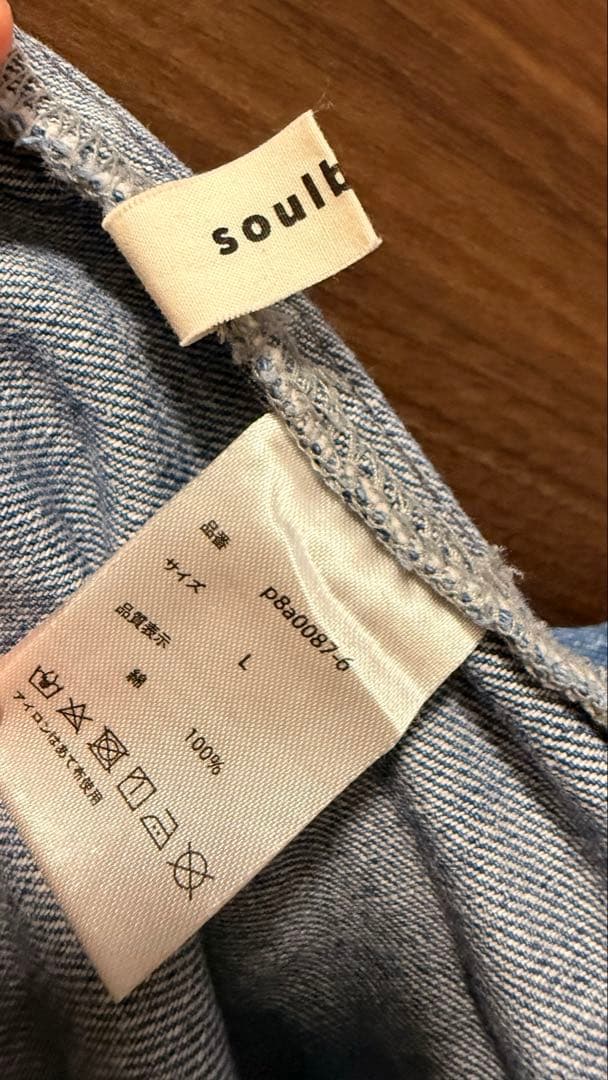 soulb
品番 p8a0087-6
サイズ L
品質表示
綿 100%
アイロンはあて布使用